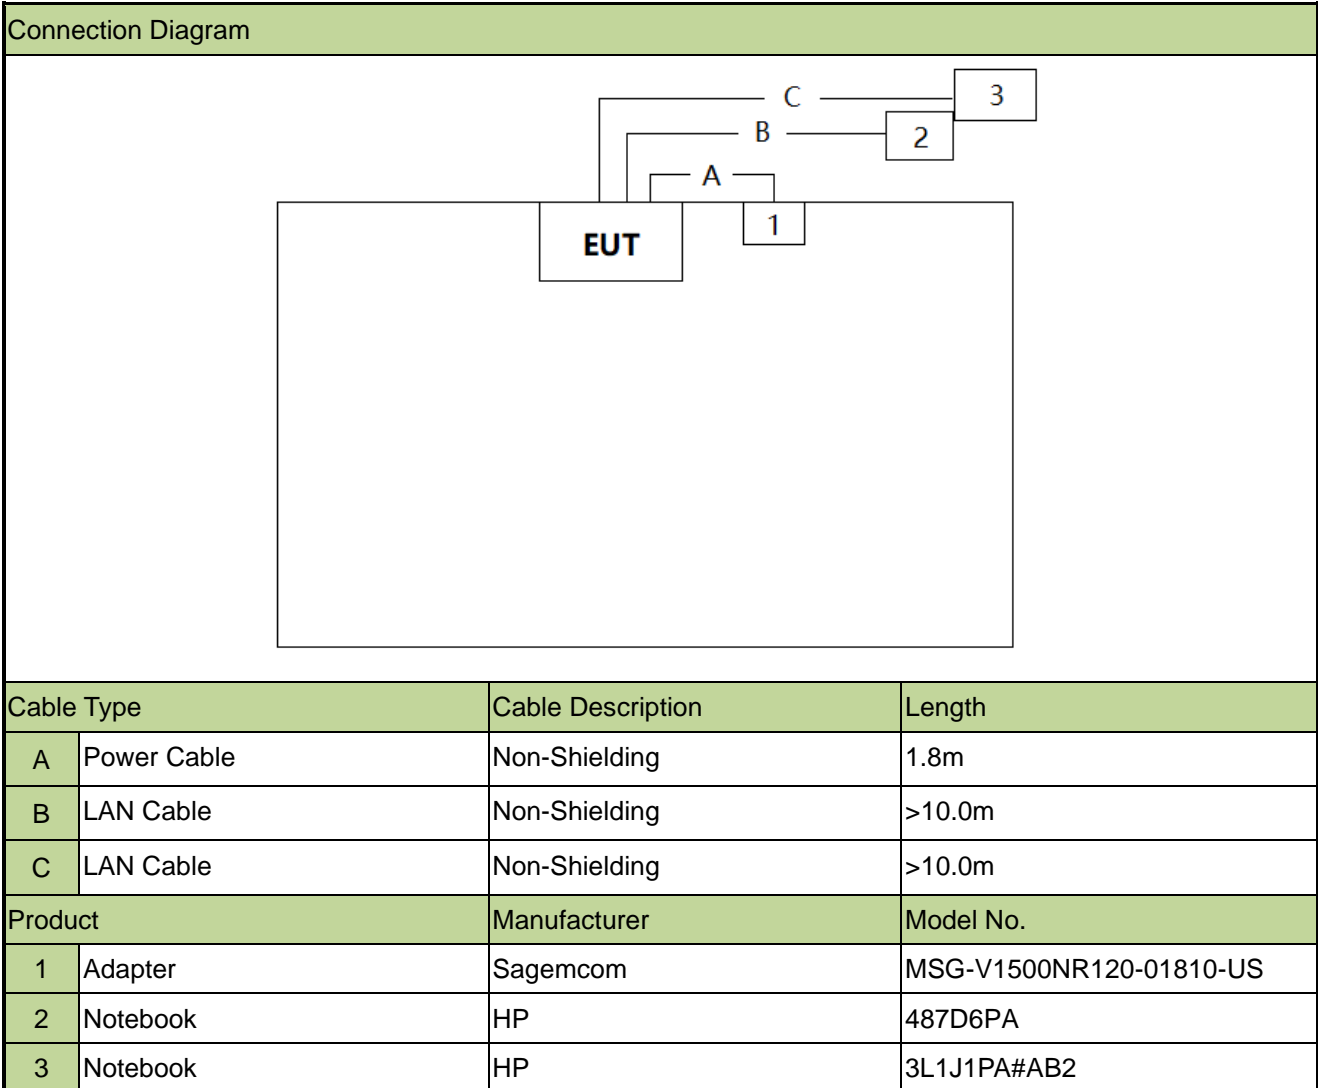 Connection Diagram
C
3
B
2
A
1
EUT
Cable Type Cable Description Length
A Power Cable Non-Shielding 1.8m
B LAN Cable Non-Shielding >10.0m
C LAN Cable Non-Shielding >10.0m
Product Manufacturer Model No.
1 Adapter Sagemcom MSG-V1500NR120-01810-US
2 Notebook HP 487D6PA
3 Notebook HP 3L1J1PA#AB2